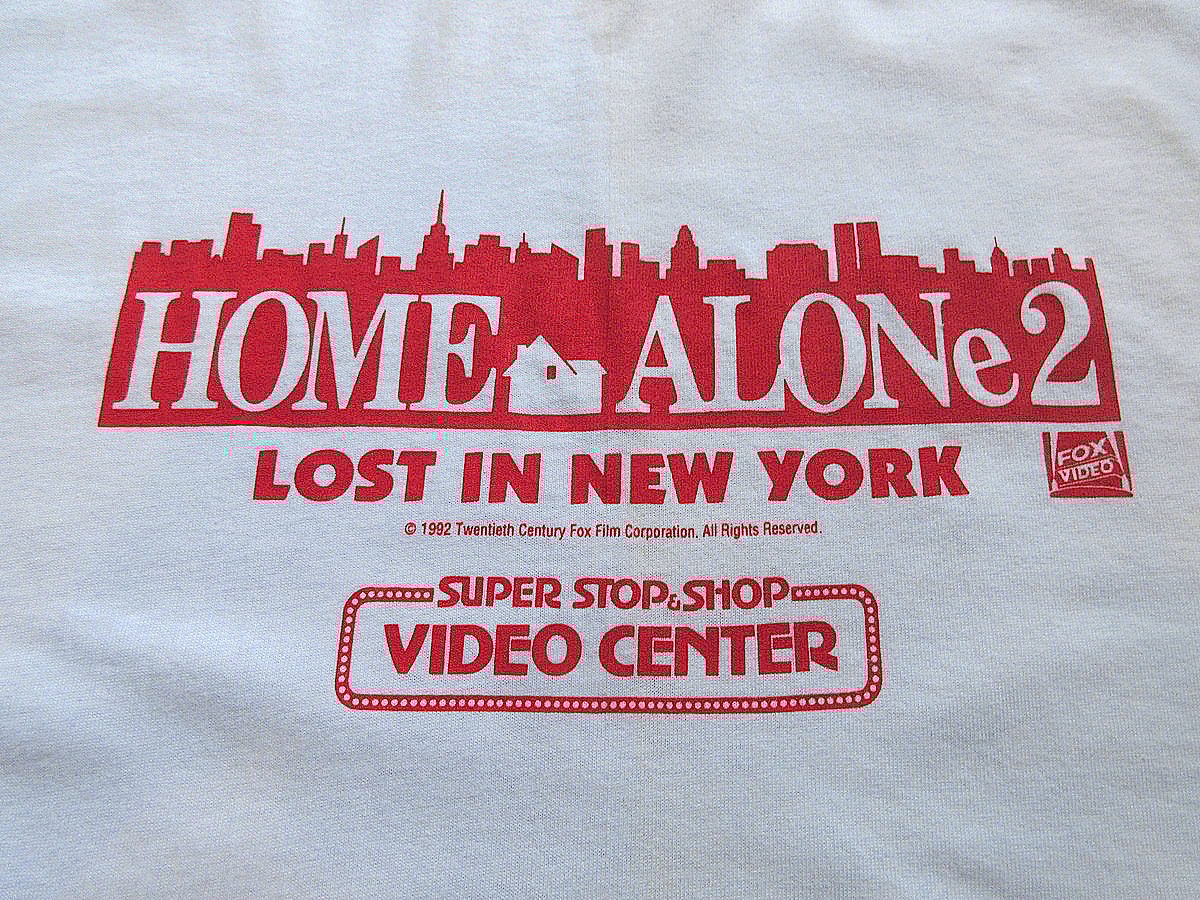 HOME ALONe 2
LOST IN NEW YORK
FOX
VIDEO
© 1992 Twentieth Century Fox Film Corporation. All Rights Reserved.
SUPER STOP & SHOP
VIDEO CENTER